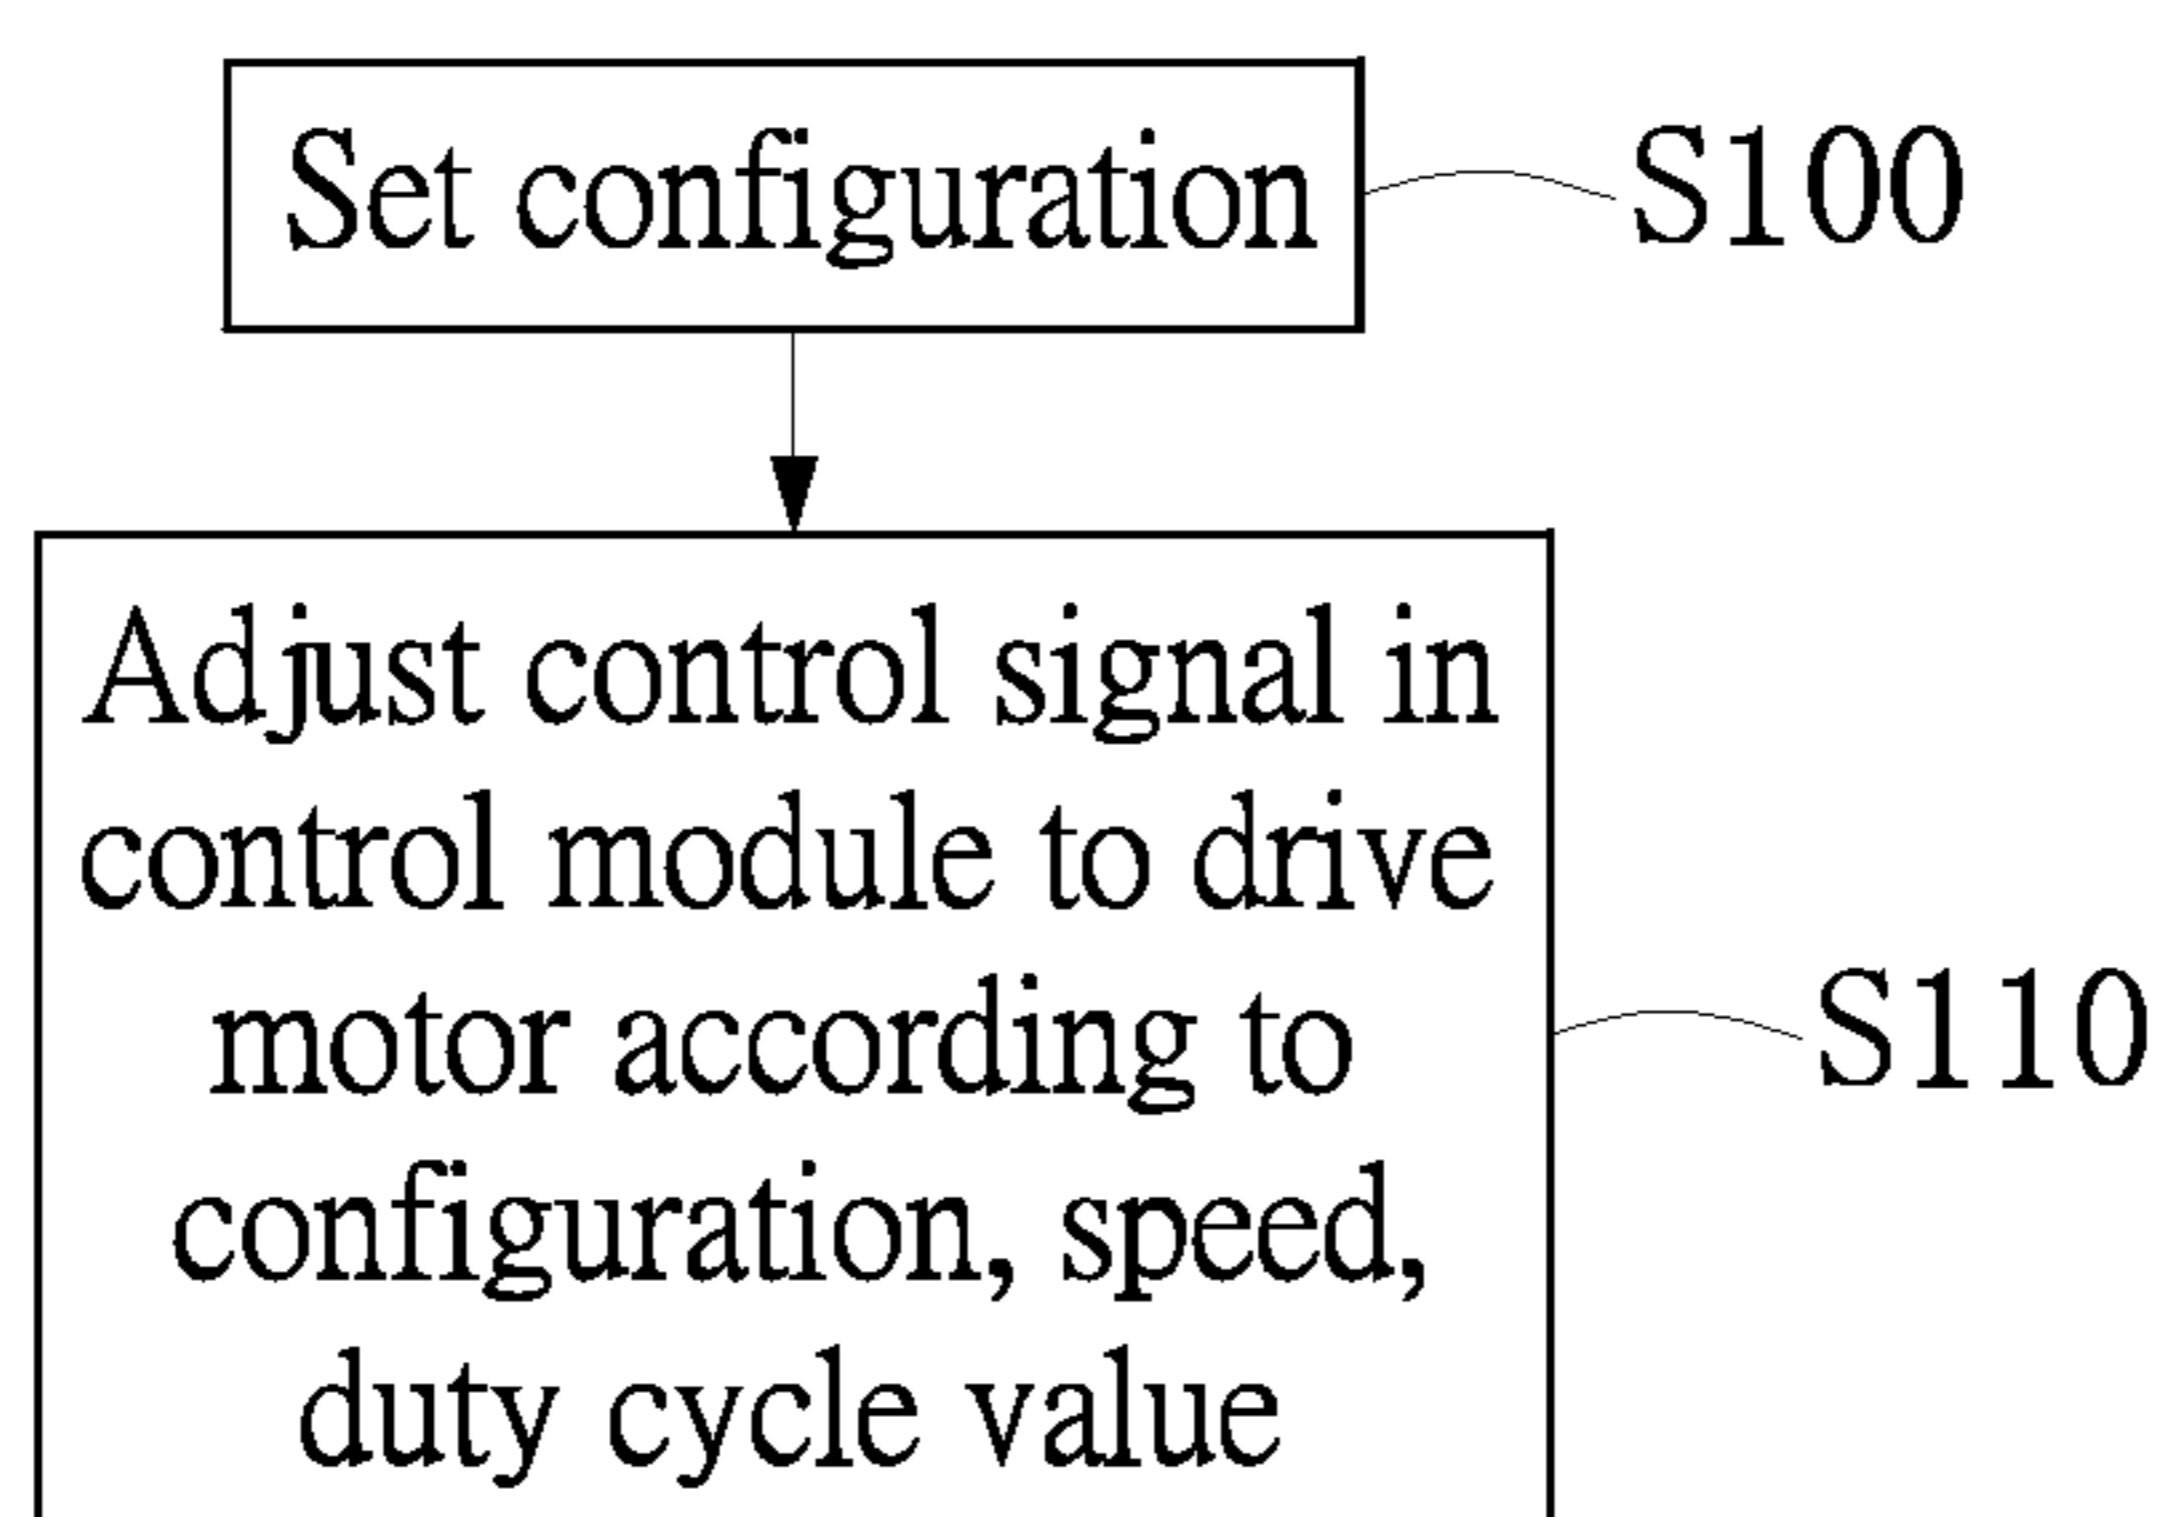 Set configuration
S100
Adjust control signal in
control module to drive
motor according to
S110
configuration, speed,
duty cycle value